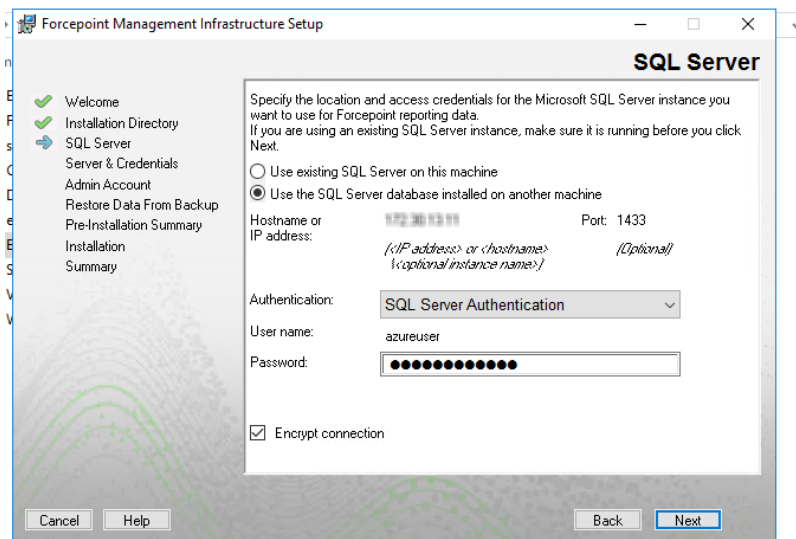 Forcepoint Management Infrastructure Setup
SQL Server
Welcome
Installation Directory
SQL Server
Server & Credentials
Admin Account
Restore Data From Backup
Pre-Installation Summary
Installation
Summary
Specify the location and access credentials for the Microsoft SQL Server instance you
want to use for Forcepoint reporting data.
If you are using an existing SQL Server instance, make sure it is running before you click
Next.
Use existing SQL Server on this machine
Use the SQL Server database installed on another machine
Hostname or
IP address:
Port: 1433
(<IP address> or <hostname>
\<optional instance name>)
(Optional)
Authentication:
SQL Server Authentication
User name:
azureuser
Password:
Encrypt connection
Cancel
Help
Back
Next